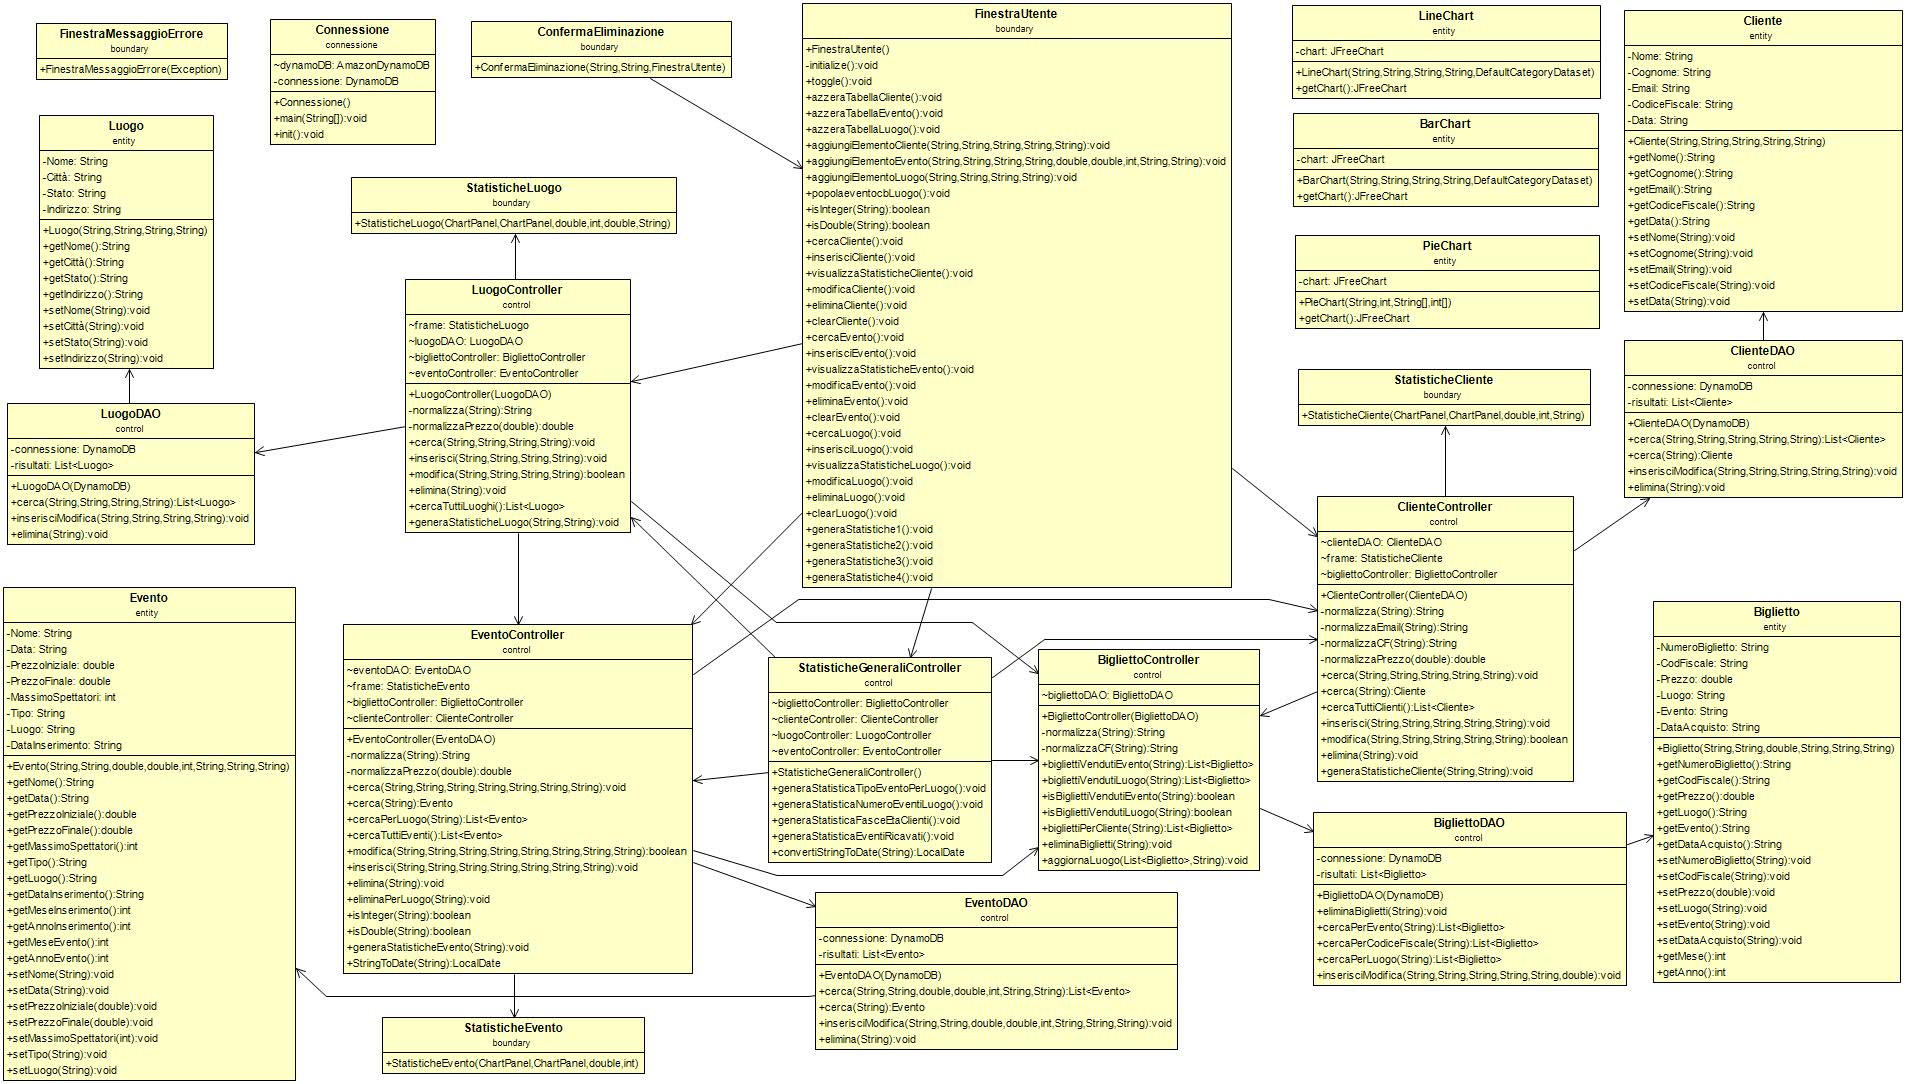 FinestraMessaggioErrore
boundary
+FinestraMessaggioErrore(Exception)
Connessione
connessione
~dynamoDB: AmazonDynamoDB
-connessione: DynamoDB
+Connessione()
+main(String[]):void
+init():void
ConfermaEliminazione
boundary
+ConfermaEliminazione(String,String,FinestraUtente)
FinestraUtente
boundary
+FinestraUtente()
-initialize():void
+toggle():void
+azzeraTabellaCliente():void
+azzeraTabellaEvento():void
+azzeraTabellaLuogo():void
+aggiungiElementoCliente(String,String,String,String,String):void
+aggiungiElementoEvento(String,String,String,String,double,double,int,String,String):void
+aggiungiElementoLuogo(String,String,String,String):void
+popolaeventocbLuogo():void
+isInteger(String):boolean
+isDouble(String):boolean
+cercaCliente():void
+inserisciCliente():void
+visualizzaStatisticheCliente():void
+modificaCliente():void
+eliminaCliente():void
+clearCliente():void
+cercaEvento():void
+inserisciEvento():void
+visualizzaStatisticheEvento():void
+modificaEvento():void
+eliminaEvento():void
+clearEvento():void
+cercaLuogo():void
+inserisciLuogo():void
+visualizzaStatisticheLuogo():void
+modificaLuogo():void
+eliminaLuogo():void
+clearLuogo():void
+generaStatistiche1():void
+generaStatistiche2():void
+generaStatistiche3():void
+generaStatistiche4():void
LineChart
entity
-chart: JFreeChart
+LineChart(String,String,String,String,DefaultCategoryDataset)
+getChart():JFreeChart
BarChart
entity
-chart: JFreeChart
+BarChart(String,String,String,String,DefaultCategoryDataset)
+getChart():JFreeChart
PieChart
entity
-chart: JFreeChart
+PieChart(String,int,String[],int[])
+getChart():JFreeChart
Cliente
entity
-Nome: String
-Cognome: String
-Email: String
-CodiceFiscale: String
-Data: String
+Cliente(String,String,String,String,String)
+getNome():String
+getCognome():String
+getEmail():String
+getCodiceFiscale():String
+getData():String
+setNome(String):void
+setCognome(String):void
+setEmail(String):void
+setCodiceFiscale(String):void
+setData(String):void
Luogo
entity
-Nome: String
-Città: String
-Stato: String
-Indirizzo: String
+Luogo(String,String,String,String)
+getNome():String
+getCittà():String
+getStato():String
+getIndirizzo():String
+setNome(String):void
+setCittà(String):void
+setStato(String):void
+setIndirizzo(String):void
StatisticheLuogo
boundary
+StatisticheLuogo(ChartPanel,ChartPanel,double,int,double,String)
LuogoController
control
~frame: StatisticheLuogo
~luogoDAO: LuogoDAO
~bigliettoController: BigliettoController
~eventoController: EventoController
+LuogoController(LuogoDAO)
-normalizza(String):String
-normalizzaPrezzo(double):double
+cerca(String,String,String,String):void
+inserisci(String,String,String,String):void
+modifica(String,String,String,String):boolean
+elimina(String):void
+cercaTuttiLuoghi():List<Luogo>
+generaStatisticheLuogo(String,String):void
LuogoDAO
control
-connessione: DynamoDB
-risultati: List<Luogo>
+LuogoDAO(DynamoDB)
+cerca(String,String,String,String):List<Luogo>
+inserisciModifica(String,String,String,String):void
+elimina(String):void
StatisticheCliente
boundary
+StatisticheCliente(ChartPanel,ChartPanel,double,int,String)
ClienteDAO
control
-connessione: DynamoDB
-risultati: List<Cliente>
+ClienteDAO(DynamoDB)
+cerca(String,String,String,String,String):List<Cliente>
+cerca(String):Cliente
+inserisciModifica(String,String,String,String,String):void
+elimina(String):void
ClienteController
control
~clienteDAO: ClienteDAO
~frame: StatisticheCliente
~bigliettoController: BigliettoController
+ClienteController(ClienteDAO)
-normalizza(String):String
-normalizzaEmail(String):String
-normalizzaCF(String):String
-normalizzaPrezzo(double):double
+cerca(String,String,String,String,String):void
+cerca(String):Cliente
+cercaTuttiClienti():List<Cliente>
+inserisci(String,String,String,String,String):void
+modifica(String,String,String,String,String):boolean
+elimina(String):void
+generaStatisticheCliente(String,String):void
Evento
entity
-Nome: String
-Data: String
-PrezzoIniziale: double
-PrezzoFinale: double
-MassimoSpettatori: int
-Tipo: String
-Luogo: String
-DataInserimento: String
+Evento(String,String,double,double,int,String,String,String)
+getNome():String
+getData():String
+getPrezzoIniziale():double
+getPrezzoFinale():double
+getMassimoSpettatori():int
+getTipo():String
+getLuogo():String
+getDataInserimento():String
+getMeseInserimento():int
+getAnnoInserimento():int
+getMeseEvento():int
+getAnnoEvento():int
+setNome(String):void
+setData(String):void
+setPrezzoIniziale(double):void
+setPrezzoFinale(double):void
+setMassimoSpettatori(int):void
+setTipo(String):void
+setLuogo(String):void
EventoController
control
~eventoDAO: EventoDAO
~frame: StatisticheEvento
~bigliettoController: BigliettoController
~clienteController: ClienteController
+EventoController(EventoDAO)
-normalizza(String):String
-normalizzaPrezzo(double):double
+cerca(String,String,String,String,String,String,String):void
+cerca(String):Evento
+cercaPerLuogo(String):List<Evento>
+cercaTuttiEventi():List<Evento>
+modifica(String,String,String,String,String,String,String,String):boolean
+inserisci(String,String,String,String,String,String,String):void
+elimina(String):void
+eliminaPerLuogo(String):void
+isInteger(String):boolean
+isDouble(String):boolean
+generaStatisticheEvento(String):void
+StringToDate(String):LocalDate
StatisticheGeneraliController
control
~bigliettoController: BigliettoController
~clienteController: ClienteController
~luogoController: LuogoController
~eventoController: EventoController
+StatisticheGeneraliController()
+generaStatisticaTipoEventoPerLuogo():void
+generaStatisticaNumeroEventiLuogo():void
+generaStatisticaFasceEtaClienti():void
+generaStatisticaEventiRicavati():void
+convertiStringToDate(String):LocalDate
BigliettoController
control
~bigliettoDAO: BigliettoDAO
+BigliettoController(BigliettoDAO)
-normalizza(String):String
-normalizzaCF(String):String
+bigliettiVendutiEvento(String):List<Biglietto>
+bigliettiVendutiLuogo(String):List<Biglietto>
+isBigliettiVendutiEvento(String):boolean
+isBigliettiVendutiLuogo(String):boolean
+bigliettiPerCliente(String):List<Biglietto>
+eliminaBiglietti(String):void
+aggiornaLuogo(List<Biglietto>,String):void
Biglietto
entity
-NumeroBiglietto: String
-CodFiscale: String
-Prezzo: double
-Luogo: String
-Evento: String
-DataAcquisto: String
+Biglietto(String,String,double,String,String,String)
+getNumeroBiglietto():String
+getCodFiscale():String
+getPrezzo():double
+getLuogo():String
+getEvento():String
+getDataAcquisto():String
+setNumeroBiglietto(String):void
+setCodFiscale(String):void
+setPrezzo(double):void
+setLuogo(String):void
+setEvento(String):void
+setDataAcquisto(String):void
+getMese():int
+getAnno():int
BigliettoDAO
control
-connessione: DynamoDB
-risultati: List<Biglietto>
+BigliettoDAO(DynamoDB)
+eliminaBiglietti(String):void
+cercaPerEvento(String):List<Biglietto>
+cercaPerCodiceFiscale(String):List<Biglietto>
+cercaPerLuogo(String):List<Biglietto>
+inserisciModifica(String,String,String,String,String,double):void
EventoDAO
control
-connessione: DynamoDB
-risultati: List<Evento>
+EventoDAO(DynamoDB)
+cerca(String,String,double,double,int,String,String):List<Evento>
+cerca(String):Evento
+inserisciModifica(String,String,double,double,int,String,String,String):void
+elimina(String):void
StatisticheEvento
boundary
+StatisticheEvento(ChartPanel,ChartPanel,double,int)